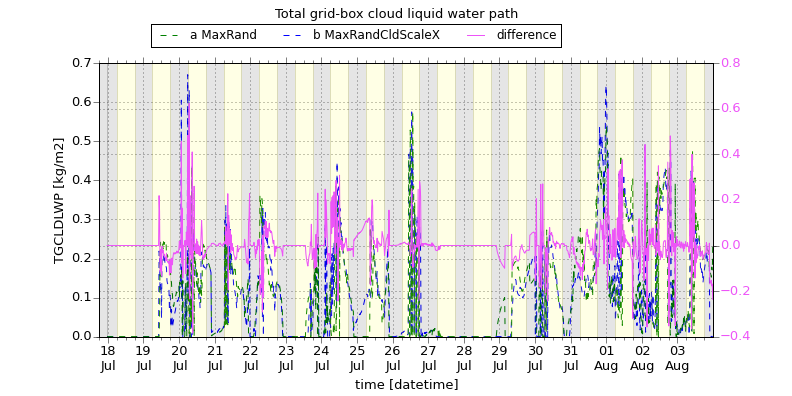 Total grid-box cloud liquid water path
a MaxRand b MaxRandCldScaleX difference
0.7
0.6
0.5
0.4
0.3
0.2
0.1
0.0
TGCLDLWP [kg/m2]
0.8
0.6
0.4
0.2
0.0
−0.2
−0.4
18 19 20 21 22 23 24 25 26 27 28 29 30 31 01 02 03
Jul Jul Jul Jul Jul Jul Jul Jul Jul Jul Jul Jul Jul Jul Aug Aug Aug
time [datetime]